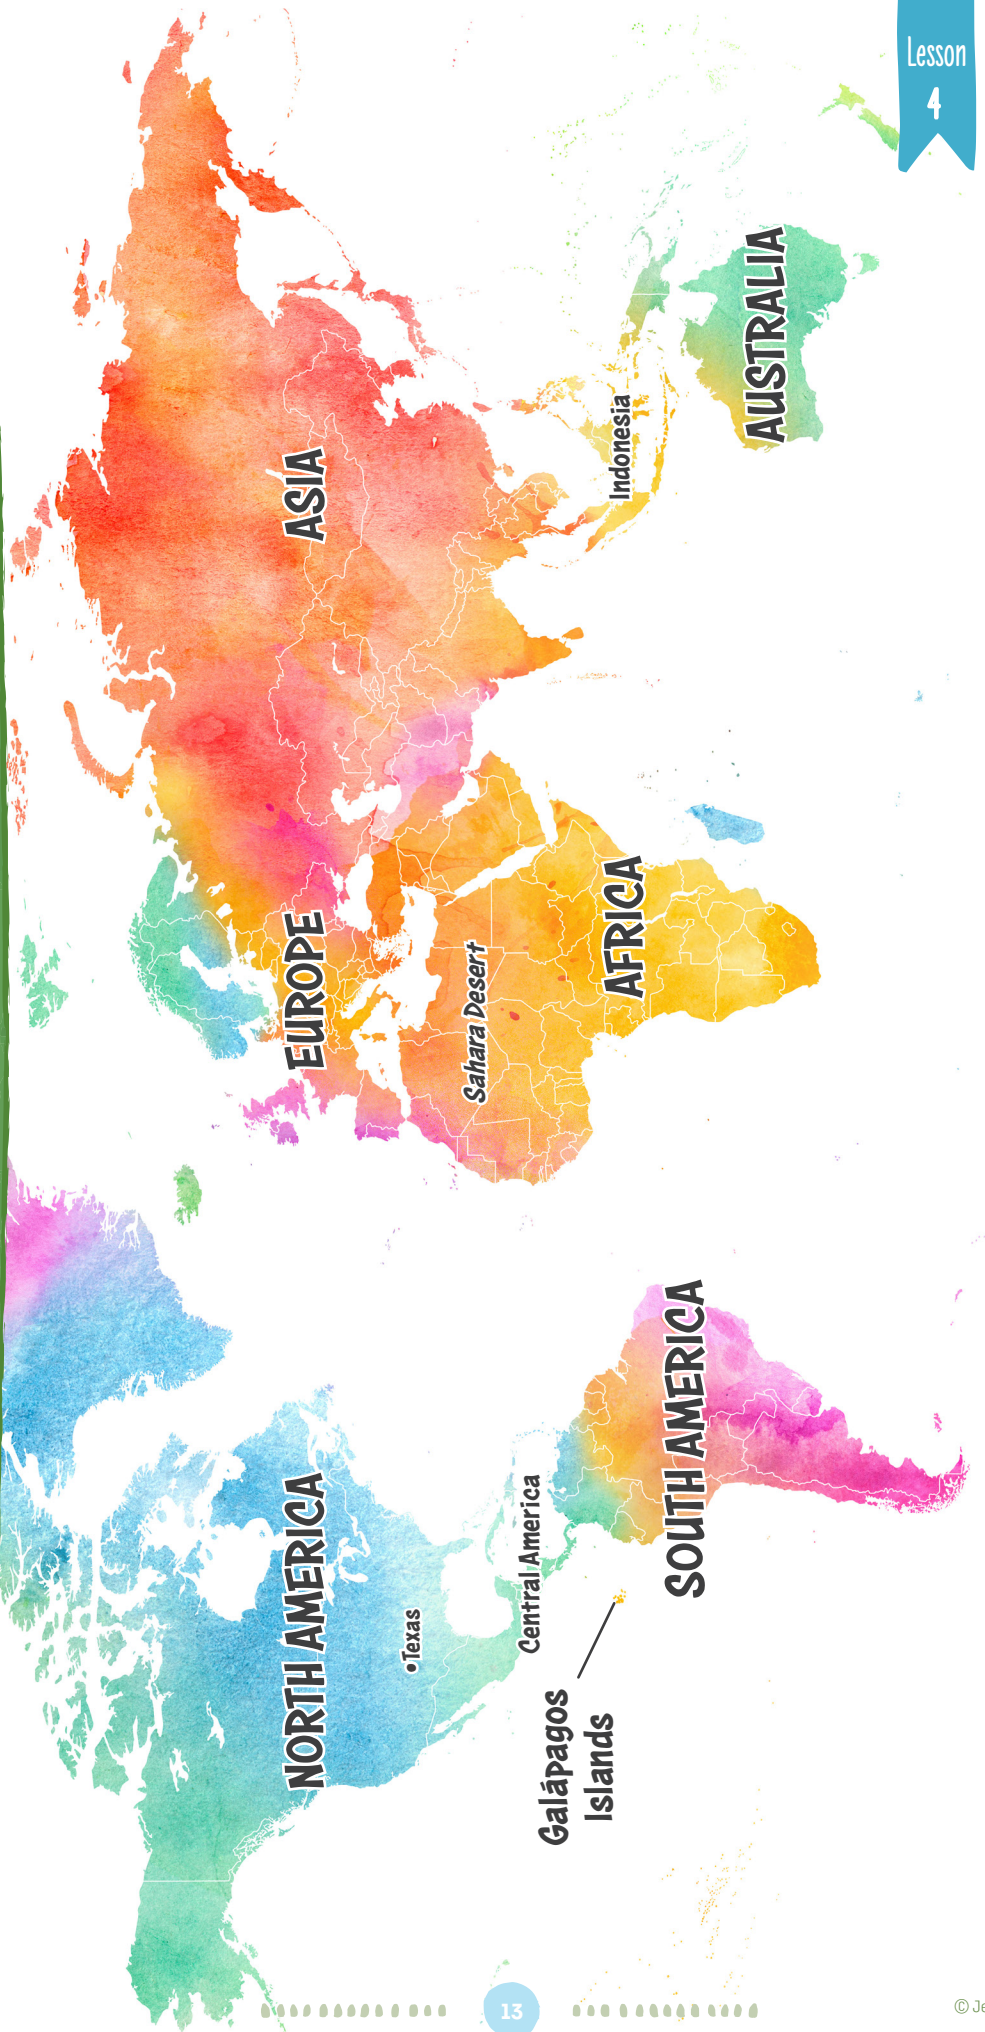 Lesson
4
ASIA
AUSTRALIA
Indonesia
EUROPE
AFRICA
Sahara Desert
NORTH AMERICA
SOUTH AMERICA
Central America
•Texas
Galápagos
Islands
13
©